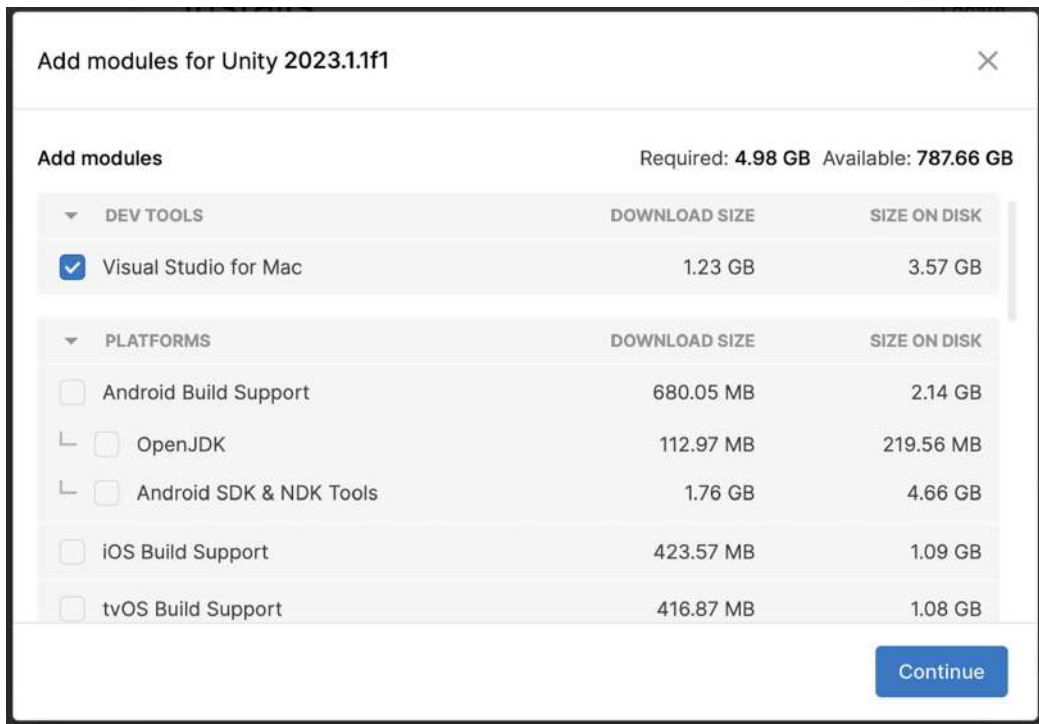 Add modules for Unity 2023.1.1f1
Add modules Required: 4.98 GB Available: 787.66 GB
DEV TOOLS DOWNLOAD SIZE SIZE ON DISK
Visual Studio for Mac 1.23 GB 3.57 GB
PLATFORMS DOWNLOAD SIZE SIZE ON DISK
Android Build Support 680.05 MB 2.14 GB
OpenJDK 112.97 MB 219.56 MB
Android SDK & NDK Tools 1.76 GB 4.66 GB
iOS Build Support 423.57 MB 1.09 GB
tvOS Build Support 416.87 MB 1.08 GB
Continue